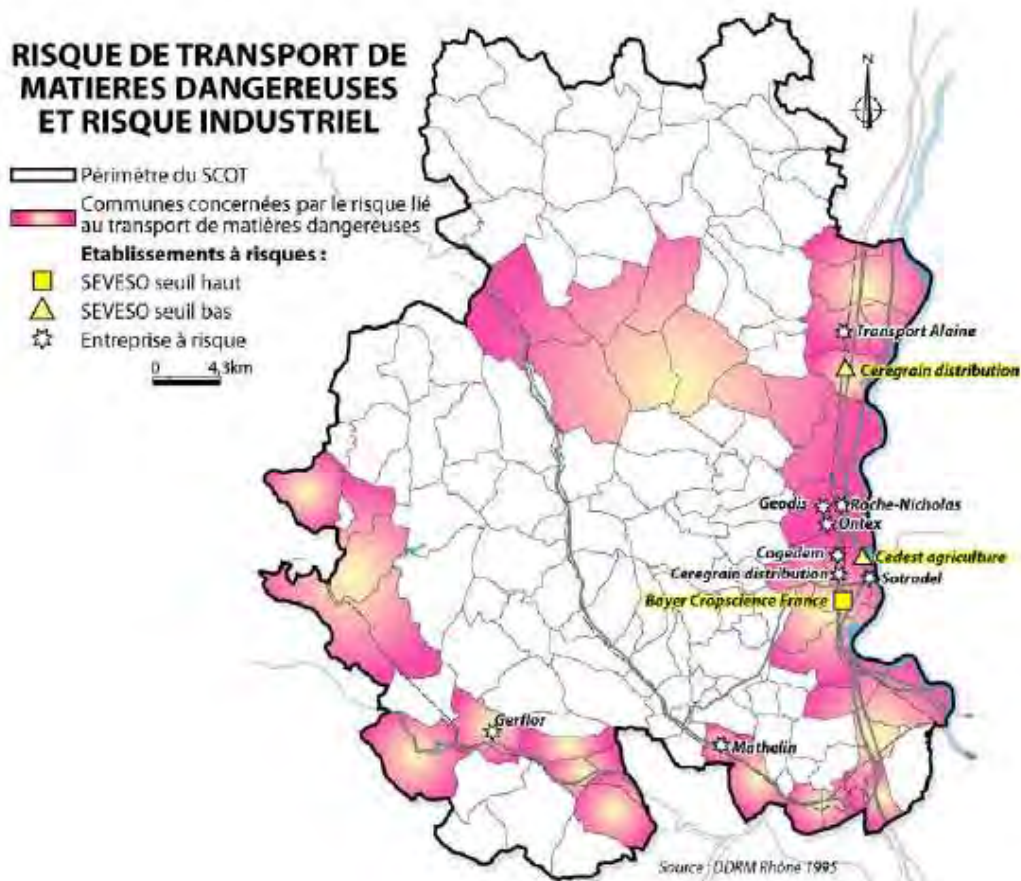 RISQUE DE TRANSPORT DE
MATIERES DANGEREUSES
ET RISQUE INDUSTRIEL
Périmètre du SCOT
Communes concernées par le risque lié
au transport de matières dangereuses
Etablissements à risques :
SEVESO seuil haut
SEVESO seuil bas
Entreprise à risque
0 4,3km
N
Transport Alaine
Ceregrain distribution
Geodis
Roche-Nicholas
Ontex
Cogedem
Cedest agriculture
Ceregrain distribution
Sotradel
Bayer Cropscience France
Gerflor
Mathelin
Source : DDRM Rhône 1995